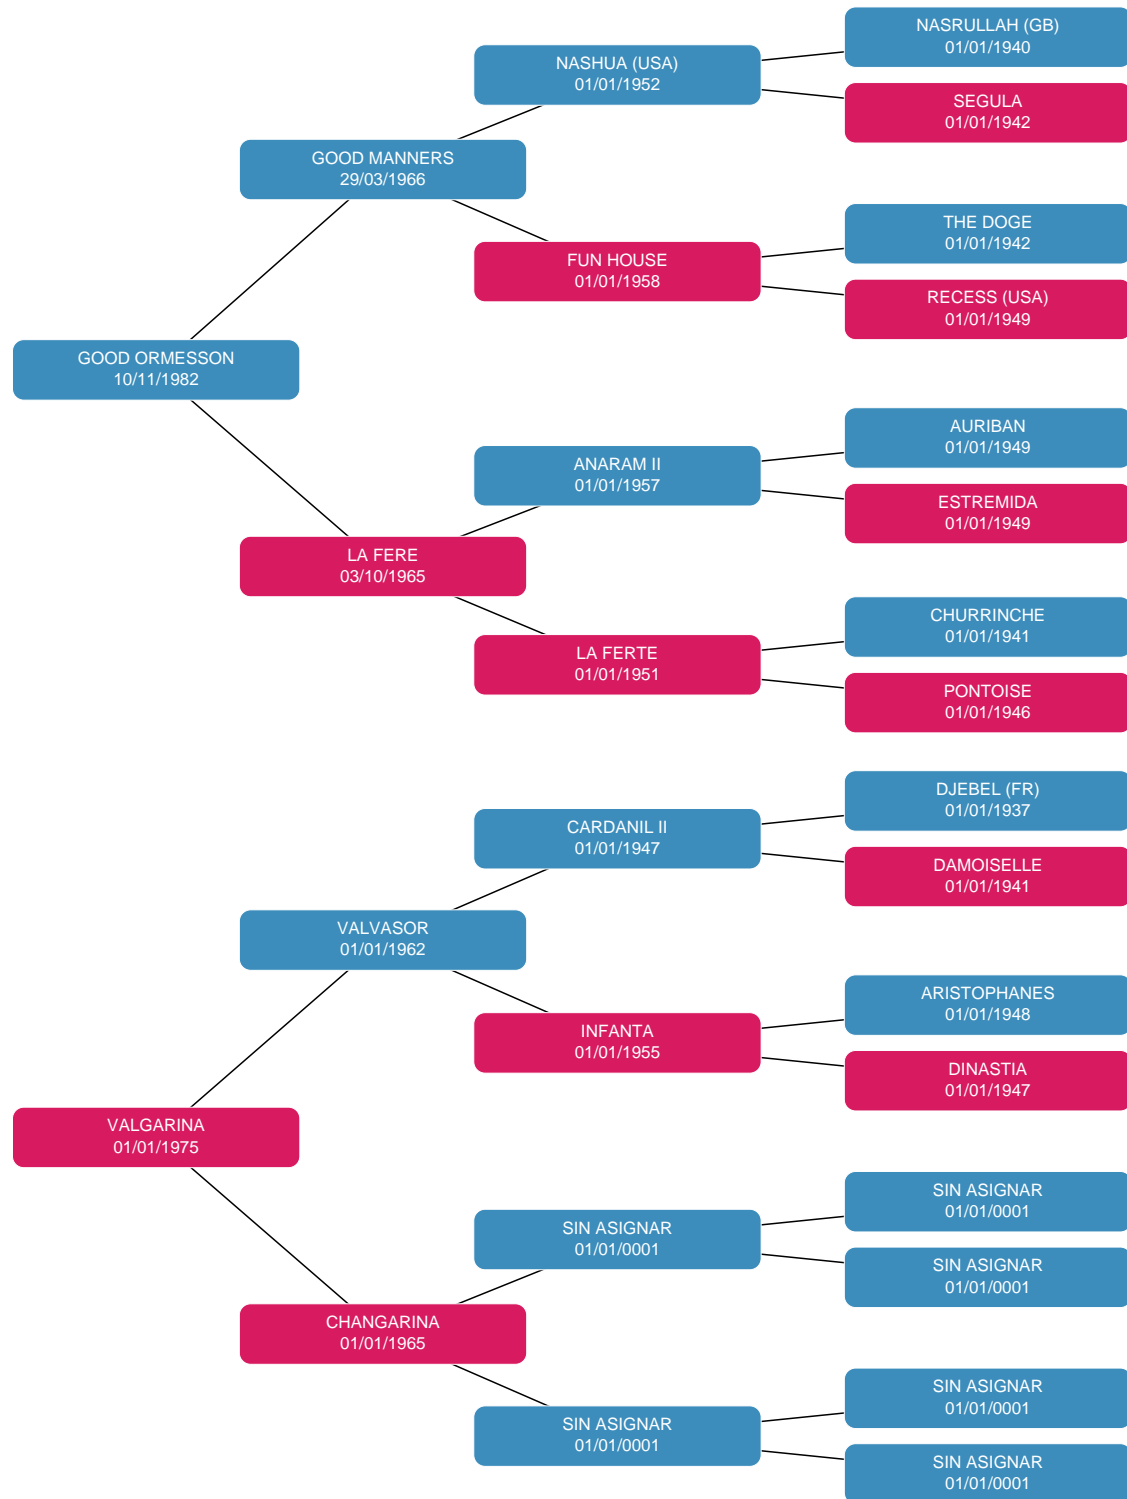 NASRULLAH (GB)
01/01/1940
NASHUA (USA)
01/01/1952
SEGULA
01/01/1942
GOOD MANNERS
29/03/1966
THE DOGE
01/01/1942
FUN HOUSE
01/01/1958
RECESS (USA)
01/01/1949
GOOD ORMESSON
10/11/1982
AURIBAN
01/01/1949
ANARAM II
01/01/1957
ESTREMIDA
01/01/1949
LA FERE
03/10/1965
CHURRINCHE
01/01/1941
LA FERTE
01/01/1951
PONTOISE
01/01/1946
DJEBEL (FR)
01/01/1937
CARDANIL II
01/01/1947
DAMOISELLE
01/01/1941
VALVASOR
01/01/1962
ARISTOPHANES
01/01/1948
INFANTA
01/01/1955
DINASTIA
01/01/1947
VALGARINA
01/01/1975
SIN ASIGNAR
01/01/0001
SIN ASIGNAR
01/01/0001
SIN ASIGNAR
01/01/0001
CHANGARINA
01/01/1965
SIN ASIGNAR
01/01/0001
SIN ASIGNAR
01/01/0001
SIN ASIGNAR
01/01/0001